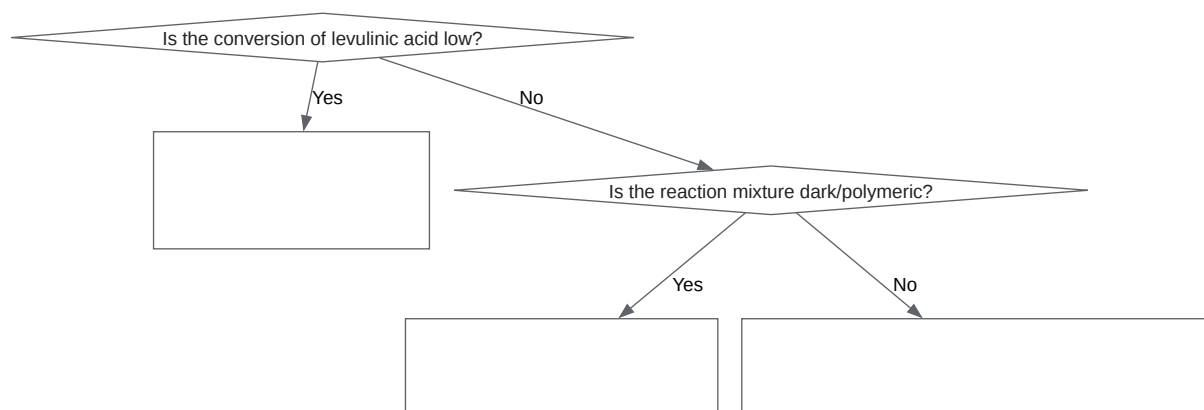 Is the conversion of levulinic acid low?
Yes
No
Is the reaction mixture dark/polymeric?
Yes
No